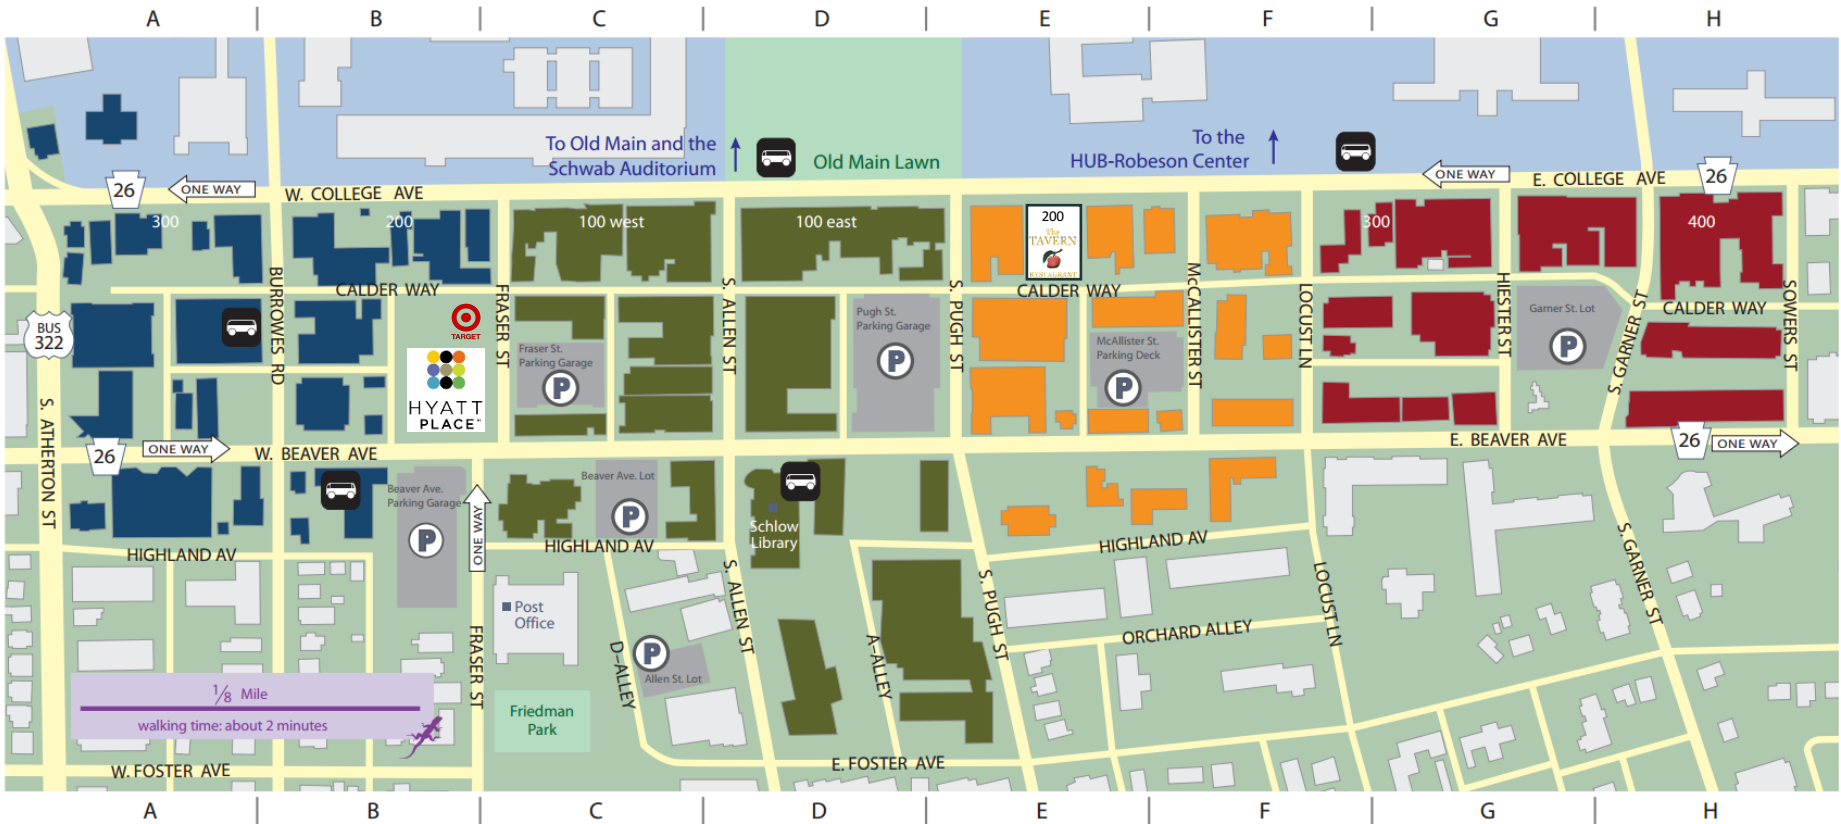 A B C D E F G H
To Old Main and the
Schwab Auditorium
Old Main Lawn
To the
HUB-Robeson Center
26
ONE WAY
W. COLLEGE AVE
ONE WAY
E. COLLEGE AVE
26
300
200
100 west
100 east
200
The
TAVERN
RESTAURANT
300
400
BURROWES RD
CALDER WAY
FRASER ST
S. ALLEN ST
S. PUGH ST
CALDER WAY
McCALLISTER ST
LOCUST LN
HIESTER ST
S. GARNER ST
CALDER WAY
SOWERS ST
BUS
322
TARGET
HYATT
PLACE™
Fraser St.
Parking Garage
P
Pugh St.
Parking Garage
P
McAllister St.
Parking Deck
P
Garner St. Lot
P
S. ATHERTON ST
26
ONE WAY
W. BEAVER AVE
E. BEAVER AVE
26
ONE WAY
Beaver Ave.
Parking Garage
P
ONE WAY
Beaver Ave. Lot
P
Schlow
Library
HIGHLAND AV
HIGHLAND AV
HIGHLAND AV
S. ALLEN ST
S. PUGH ST
LOCUST LN
S. GARNER ST
Post
Office
FRASER ST
D-ALLEY
P
Allen St. Lot
A-ALLEY
ORCHARD ALLEY
1/8 Mile
walking time: about 2 minutes
Friedman
Park
W. FOSTER AVE
E. FOSTER AVE
A B C D E F G H